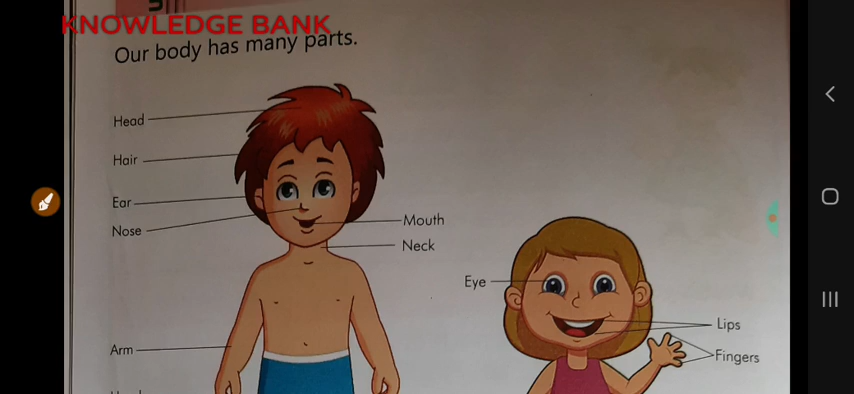 KNOWLEDGE BANK
Our body has many parts.
Head
Hair
Ear
Nose
Mouth
Neck
Eye
Lips
Fingers
Arm